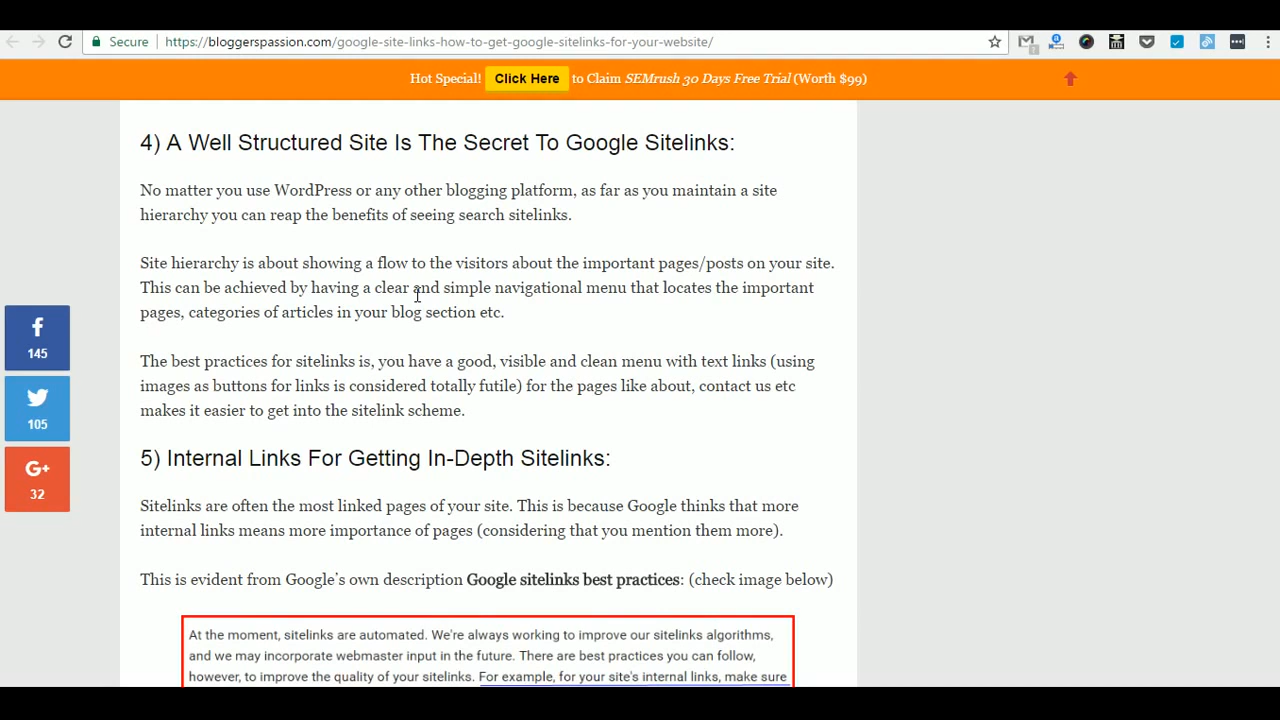 Secure https://bloggerspassion.com/google-site-links-how-to-get-google-sitelinks-for-your-website/
Hot Special! Click Here to Claim SEMrush 30 Days Free Trial (Worth $99)
4) A Well Structured Site Is The Secret To Google Sitelinks:
No matter you use WordPress or any other blogging platform, as far as you maintain a site
hierarchy you can reap the benefits of seeing search sitelinks.
Site hierarchy is about showing a flow to the visitors about the important pages/posts on your site.
This can be achieved by having a clear and simple navigational menu that locates the important
pages, categories of articles in your blog section etc.
145
The best practices for sitelinks is, you have a good, visible and clean menu with text links (using
images as buttons for links is considered totally futile) for the pages like about, contact us etc
makes it easier to get into the sitelink scheme.
105
5) Internal Links For Getting In-Depth Sitelinks:
G+
32
Sitelinks are often the most linked pages of your site. This is because Google thinks that more
internal links means more importance of pages (considering that you mention them more).
This is evident from Google's own description Google sitelinks best practices: (check image below)
At the moment, sitelinks are automated. We're always working to improve our sitelinks algorithms,
and we may incorporate webmaster input in the future. There are best practices you can follow,
however, to improve the quality of your sitelinks. For example, for your site's internal links, make sure